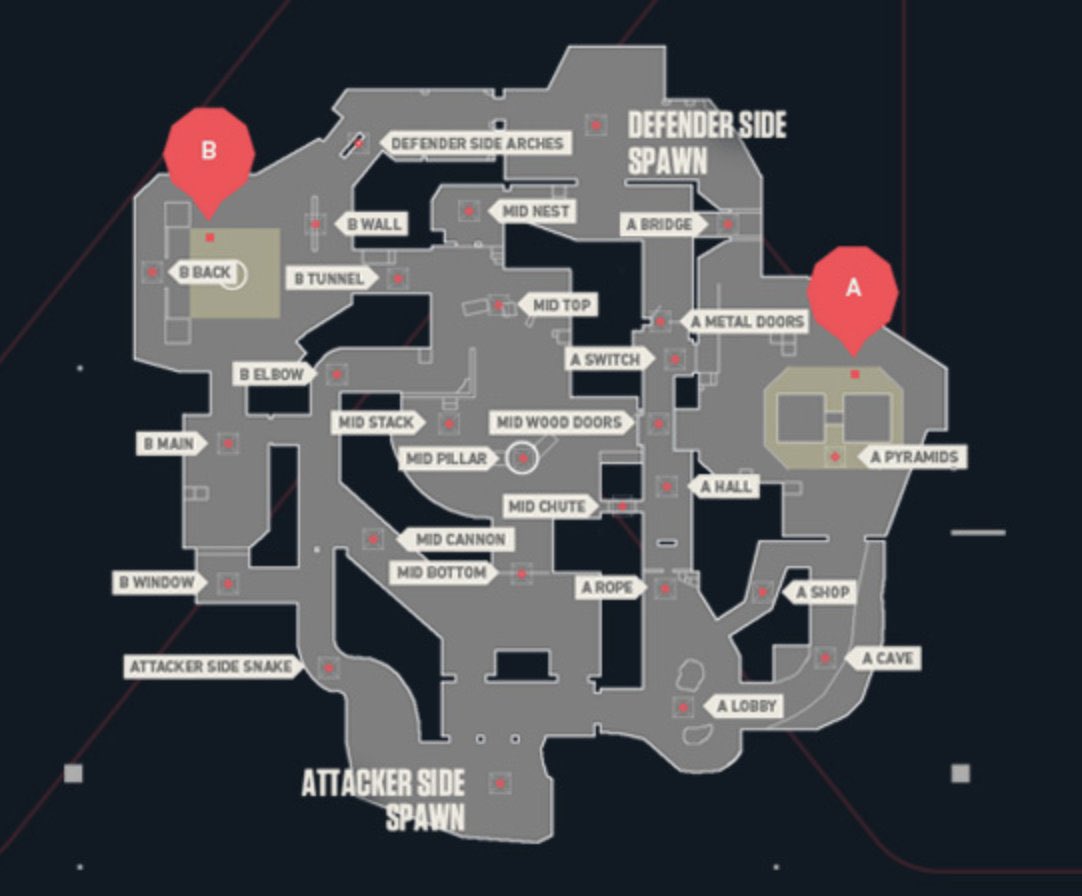 DEFENDER SIDE
SPAWN
B
DEFENDER SIDE ARCHES
MID NEST
B WALL
A BRIDGE
B BACK
B TUNNEL
A
MID TOP
A METAL DOORS
A SWITCH
B ELBOW
MID STACK
MID WOOD DOORS
B MAIN
MID PILLAR
A PYRAMIDS
A HALL
MID CHUTE
MID CANNON
MID BOTTOM
B WINDOW
A ROPE
A SHOP
ATTACKER SIDE SNAKE
A CAVE
A LOBBY
ATTACKER SIDE
SPAWN